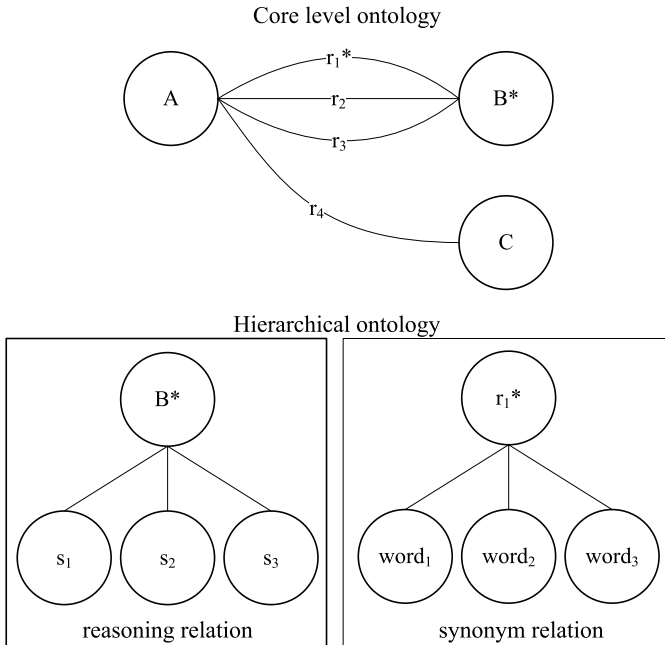 Core level ontology
r₁*
A
r₂
B*
r₃
r₄
C
Hierarchical ontology
B*
r₁*
s₁ s₂ s₃
word₁ word₂ word₃
reasoning relation
synonym relation